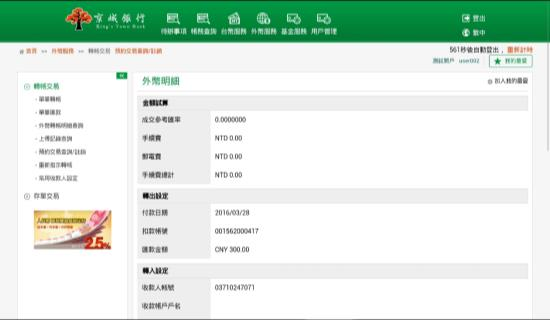 京城銀行
King's Town Bank
待辦事項 帳務查詢 台幣服務 外幣服務 基金服務 用戶管理
登出
繁中
首頁 >> 外幣服務 >> 轉帳交易 預約交易查詢/註銷
561秒後自動登出，重新計時
測試帳戶 user002 ★ 我的最愛
轉帳交易
單筆轉帳
單筆匯款
外幣轉帳明細查詢
上傳記錄查詢
預約交易查詢/註銷
重新指示轉帳
常用收款人設定
存單交易
2.5%
外幣明細
加入我的最愛
金額試算
成交參考匯率 0.0000000
手續費 NTD 0.00
郵電費 NTD 0.00
手續費總計 NTD 0.00
轉出設定
付款日期 2016/03/28
扣款帳號 001562000417
匯款金額 CNY 300.00
轉入設定
收款人帳號 03710247071
收款帳戶戶名